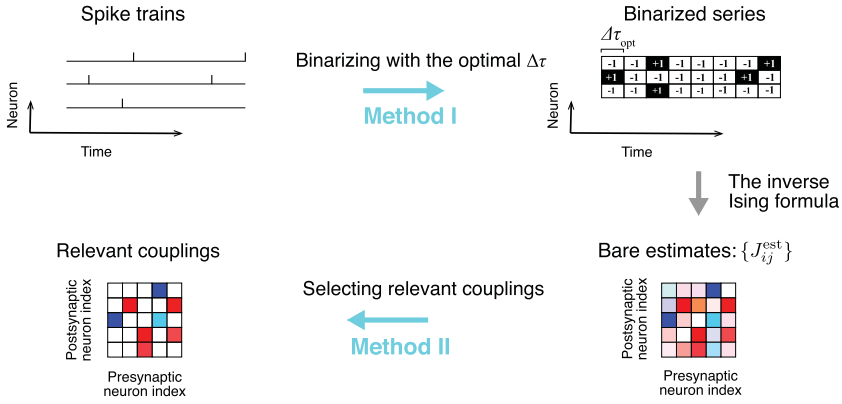 Spike trains
Neuron
Time
Binarizing with the optimal Δτ
Method I
Binarized series
Δτopt
-1 -1 +1 -1 -1 -1 -1 +1
+1 -1 -1 -1 -1 -1 +1 -1
-1 -1 +1 -1 -1 -1 -1 -1
Neuron
Time
The inverse
Ising formula
Bare estimates: {J_{ij}^{est}}
Postsynaptic
neuron index
Presynaptic
neuron index
Selecting relevant couplings
Method II
Relevant couplings
Postsynaptic
neuron index
Presynaptic
neuron index